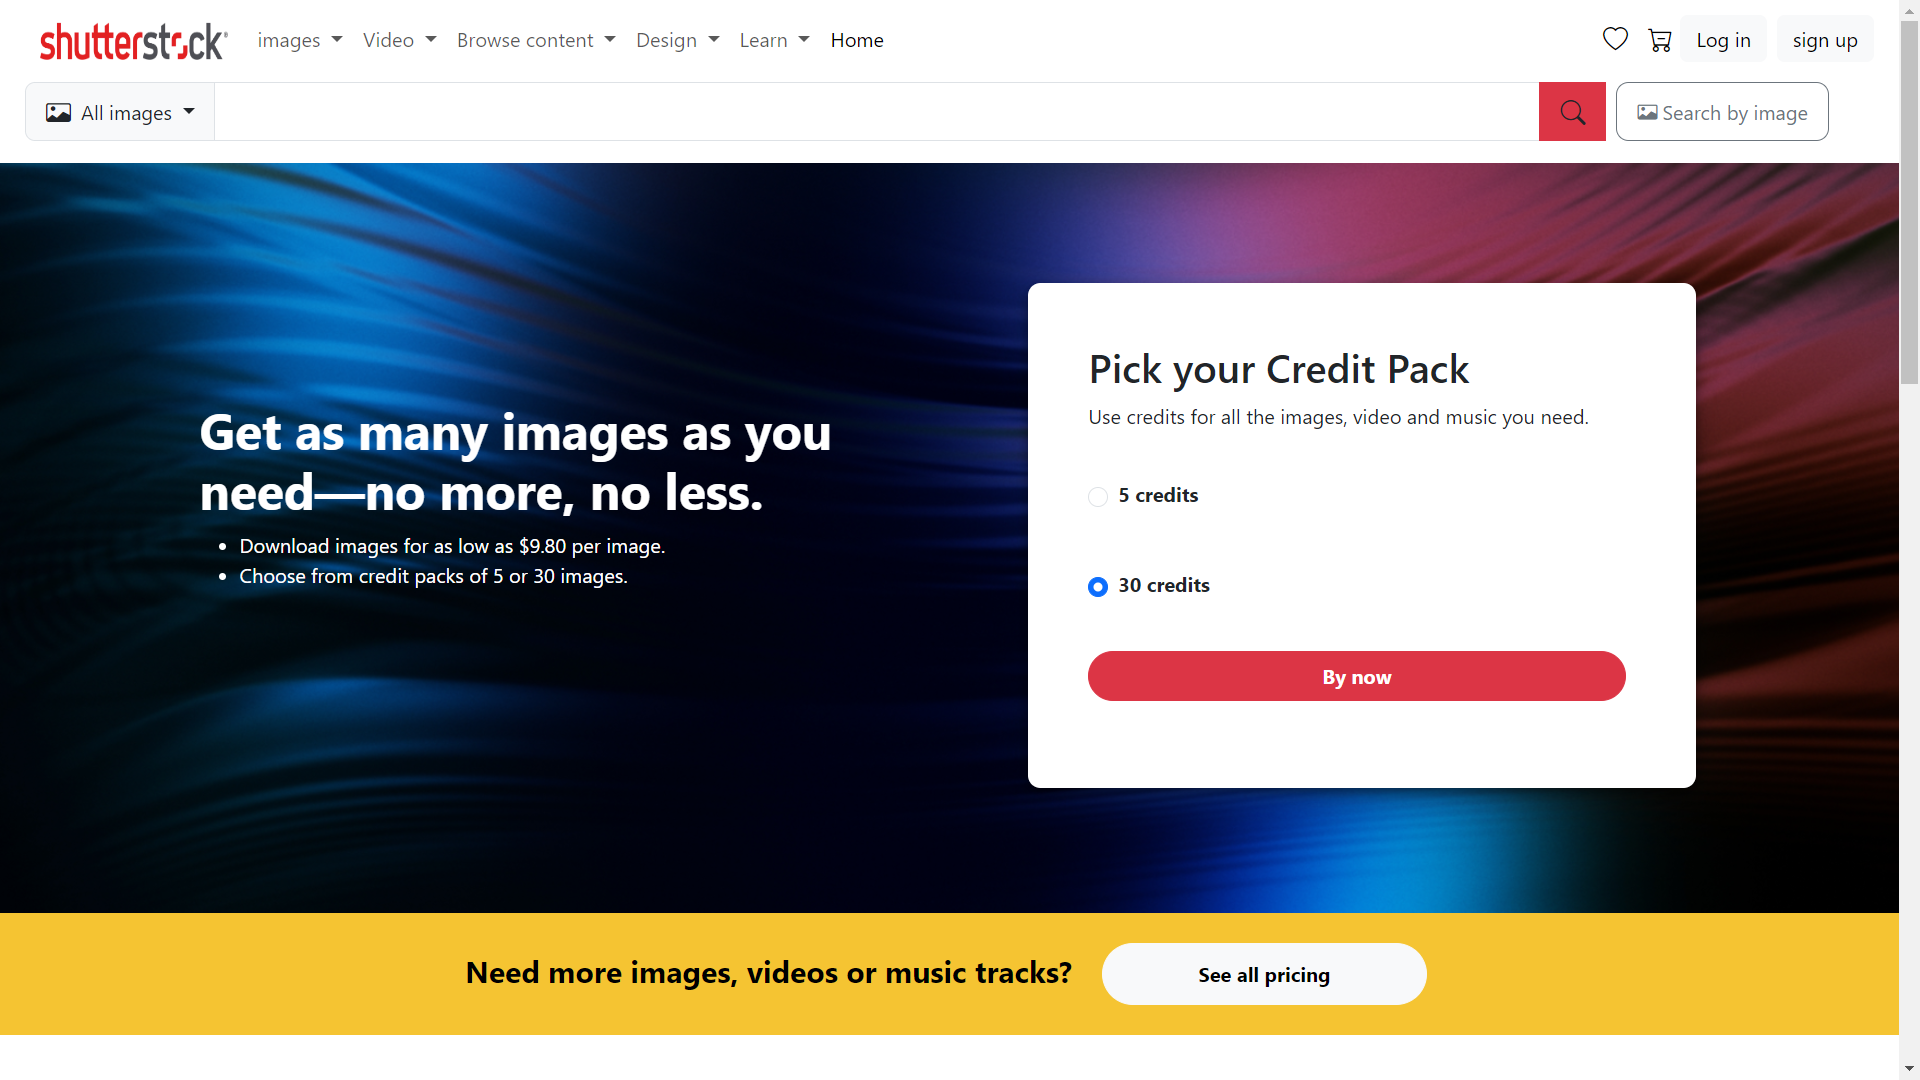 shutterstock
images Video Browse content Design Learn Home Log in sign up
All images Search by image
Get as many images as you
need—no more, no less.
• Download images for as low as $9.80 per image.
• Choose from credit packs of 5 or 30 images.
Pick your Credit Pack
Use credits for all the images, video and music you need.
5 credits
30 credits
By now
Need more images, videos or music tracks? See all pricing